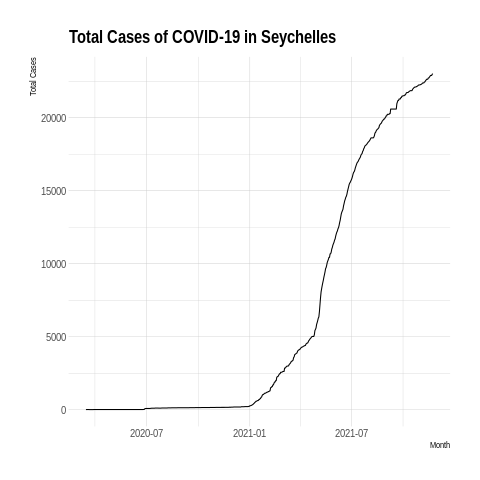 Total Cases of COVID-19 in Seychelles
Total Cases
20000
15000
10000
5000
0
2020-07 2021-01 2021-07
Month